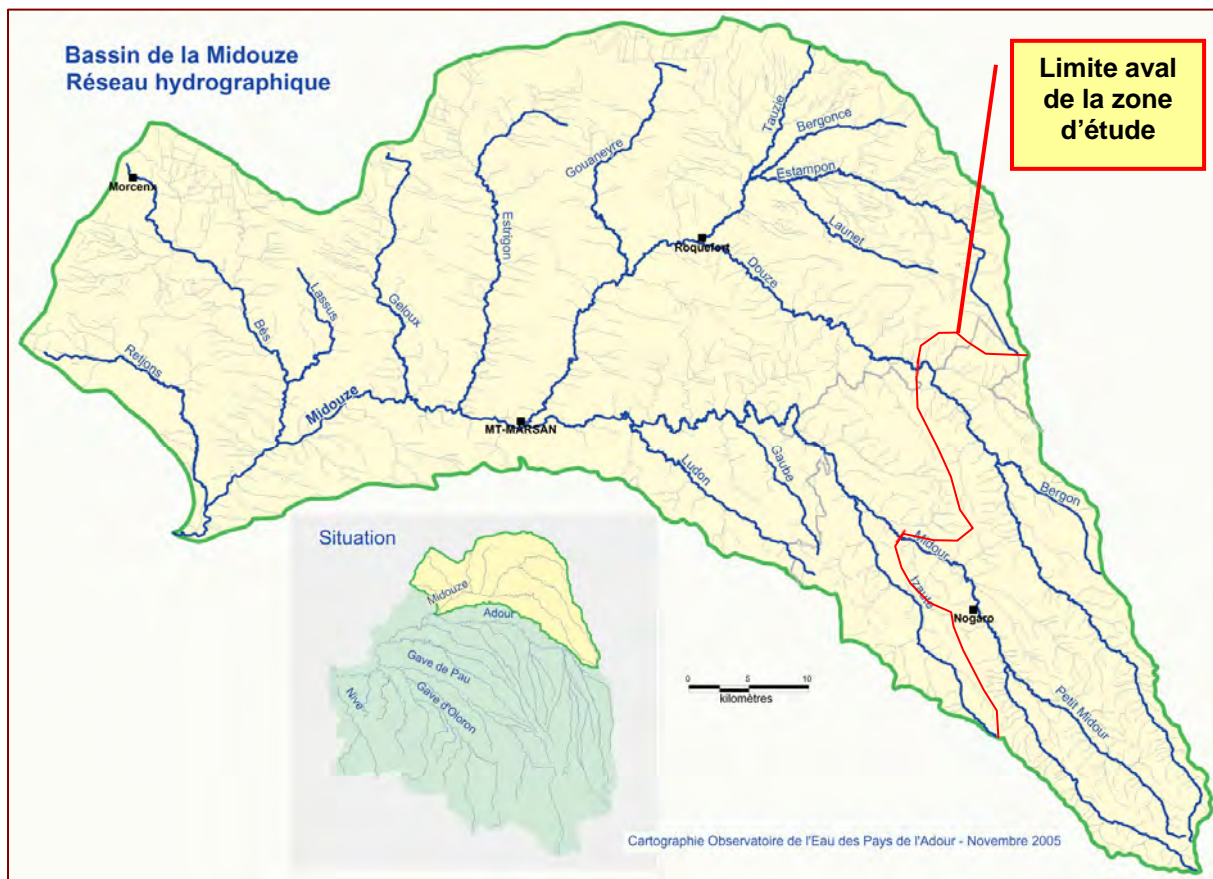 Bassin de la Midouze
Réseau hydrographique
Limite aval
de la zone
d'étude
Tauzie
Bergonce
Gouaneyre
Estampon
Morcenx
Launet
Roquefort
Estrigon
Douze
Lassus
Geloux
Bès
Retjons
Midouze
MT-MARSAN
Gaube
Ludon
Bergon
Midour
Izaute
Nogaro
Petit Midour
Situation
Midouze
Adour
Gave de Pau
Gave d'Oloron
Nive
0 5 10
kilomètres
Cartographie Observatoire de l'Eau des Pays de l'Adour - Novembre 2005